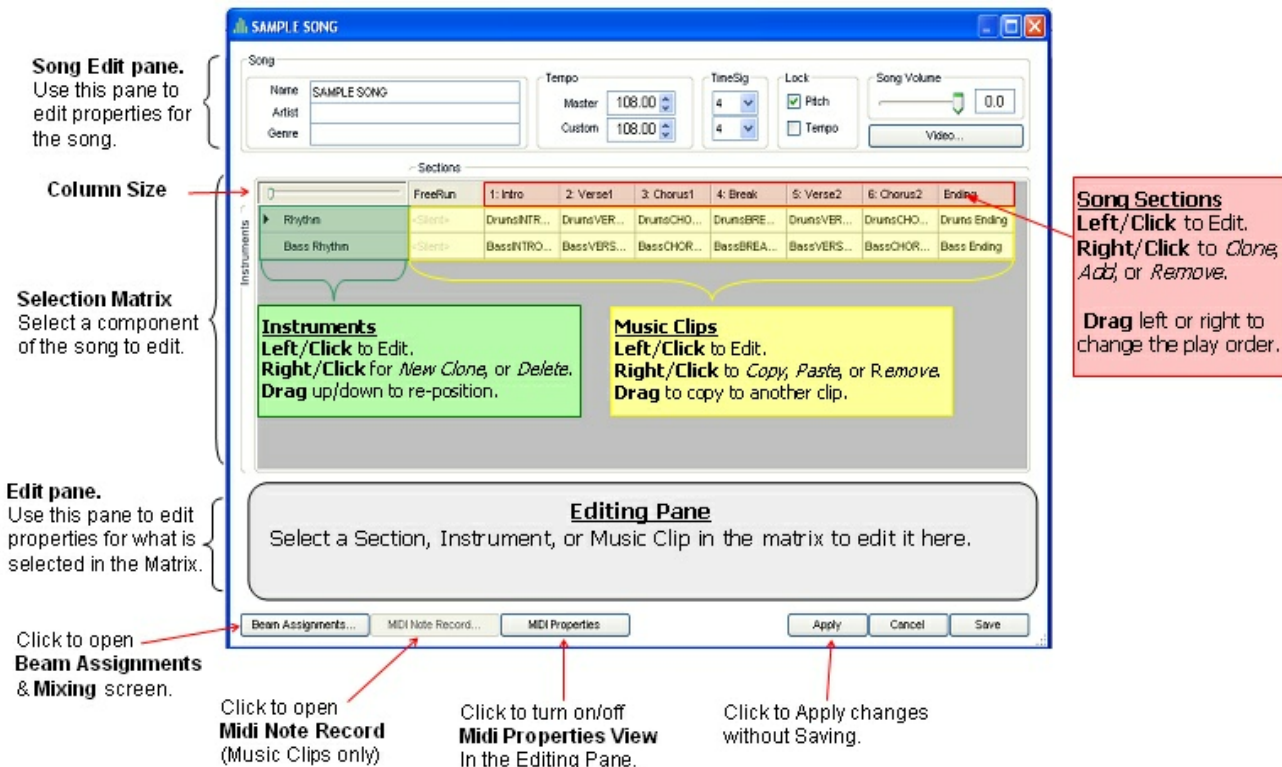 SAMPLE SONG
Song Edit pane.
Use this pane to
edit properties for
the song.
Song
Name SAMPLE SONG
Artist
Genre
Tempo
Master 108.00
Custom 108.00
TimeSig
4
4
Lock
Pitch
Tempo
Song Volume
0.0
Video...
Column Size
Sections
FreeRun 1: Intro 2: Verse1 3: Chorus1 4: Break 5: Verse2 6: Chorus2 Ending
Instruments
Rhythm <Silent> DrumsINTR... DrumsVER... DrumsCHO... DrumsBRE... DrumsVER... DrumsCHO... Drums Ending
Bass Rhythm <Silent> BassINTRO... BassVERS... BassCHOR... BassBREA... BassVERS... BassCHOR... Bass Ending
Song Sections
Left/Click to Edit.
Right/Click to Clone,
Add, or Remove.
Drag left or right to
change the play order.
Selection Matrix
Select a component
of the song to edit.
Instruments
Left/Click to Edit.
Right/Click for New Clone, or Delete.
Drag up/down to re-position.
Music Clips
Left/Click to Edit.
Right/Click to Copy, Paste, or Remove.
Drag to copy to another clip.
Edit pane.
Use this pane to edit
properties for what is
selected in the Matrix.
Editing Pane
Select a Section, Instrument, or Music Clip in the matrix to edit it here.
Beam Assignments... MIDI Note Record... MIDI Properties Apply Cancel Save
Click to open
Beam Assignments
& Mixing screen.
Click to open
Midi Note Record
(Music Clips only)
Click to turn on/off
Midi Properties View
In the Editing Pane.
Click to Apply changes
without Saving.